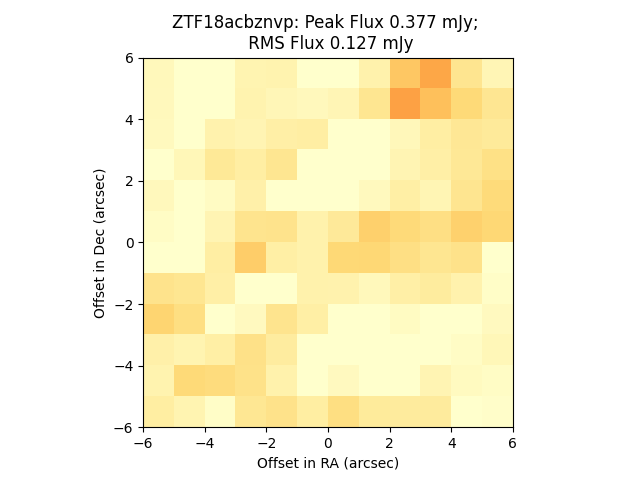 ZTF18acbznvp: Peak Flux 0.377 mJy;
RMS Flux 0.127 mJy
6
4
2
0
−2
−4
−6
Offset in Dec (arcsec)
−6 −4 −2 0 2 4 6
Offset in RA (arcsec)